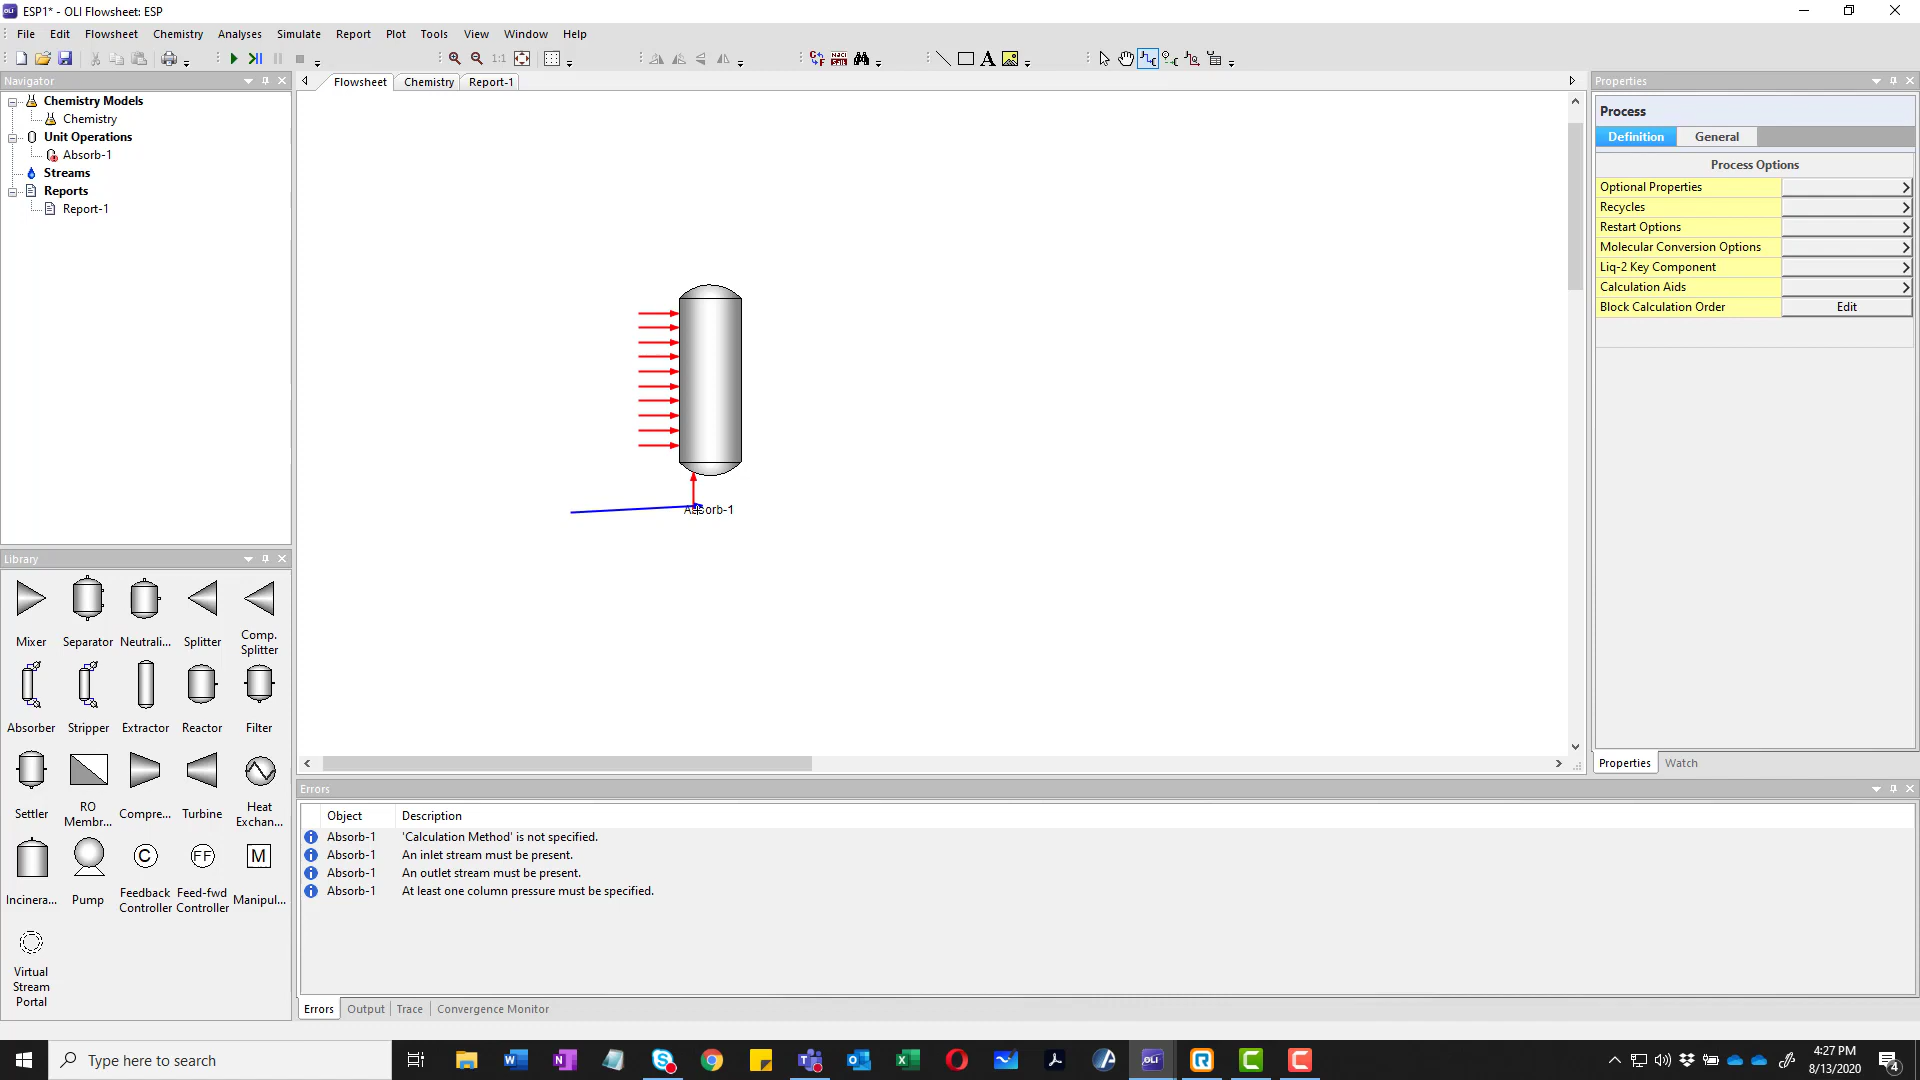 ESP1* - OLI Flowsheet: ESP
File Edit Flowsheet Chemistry Analyses Simulate Report Plot Tools View Window Help
1:1
Navigator
Flowsheet Chemistry Report-1
Properties
Chemistry Models
Chemistry
Unit Operations
Absorb-1
Streams
Reports
Report-1
Absorb-1
Process
Definition General
Process Options
Optional Properties
Recycles
Restart Options
Molecular Conversion Options
Liq-2 Key Component
Calculation Aids
Block Calculation Order Edit
Properties Watch
Library
Mixer Separator Neutrali... Splitter Comp. Splitter
Absorber Stripper Extractor Reactor Filter
Settler RO Membr... Compre... Turbine Heat Exchan...
C FF M
Incinera... Pump Feedback Controller Feed-fwd Controller Manipul...
Virtual
Stream
Portal
Errors
Object Description
Absorb-1 'Calculation Method' is not specified.
Absorb-1 An inlet stream must be present.
Absorb-1 An outlet stream must be present.
Absorb-1 At least one column pressure must be specified.
Errors Output Trace Convergence Monitor
Type here to search
OLI
4:27 PM
8/13/2020
4